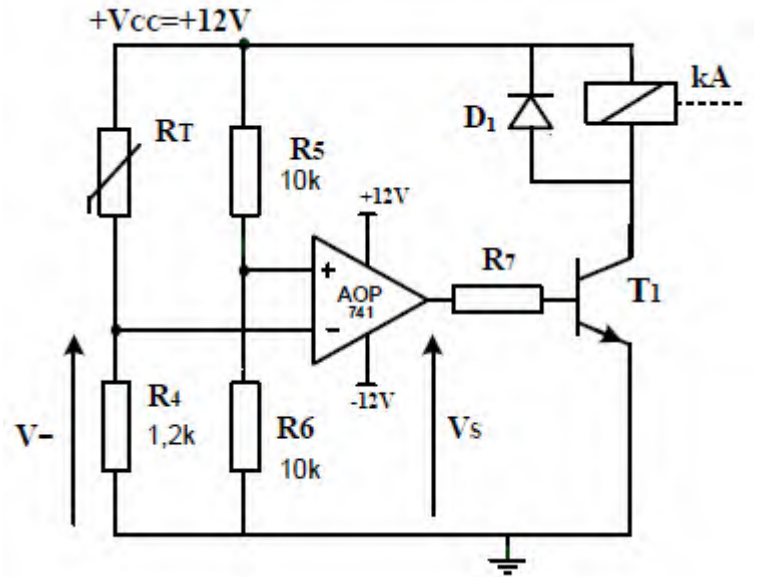 +Vcc=+12V
kA
RT
R5
10k
D1
+12V
+
AOP
741
-
R7
T1
-12V
V-
R4
1,2k
R6
10k
Vs